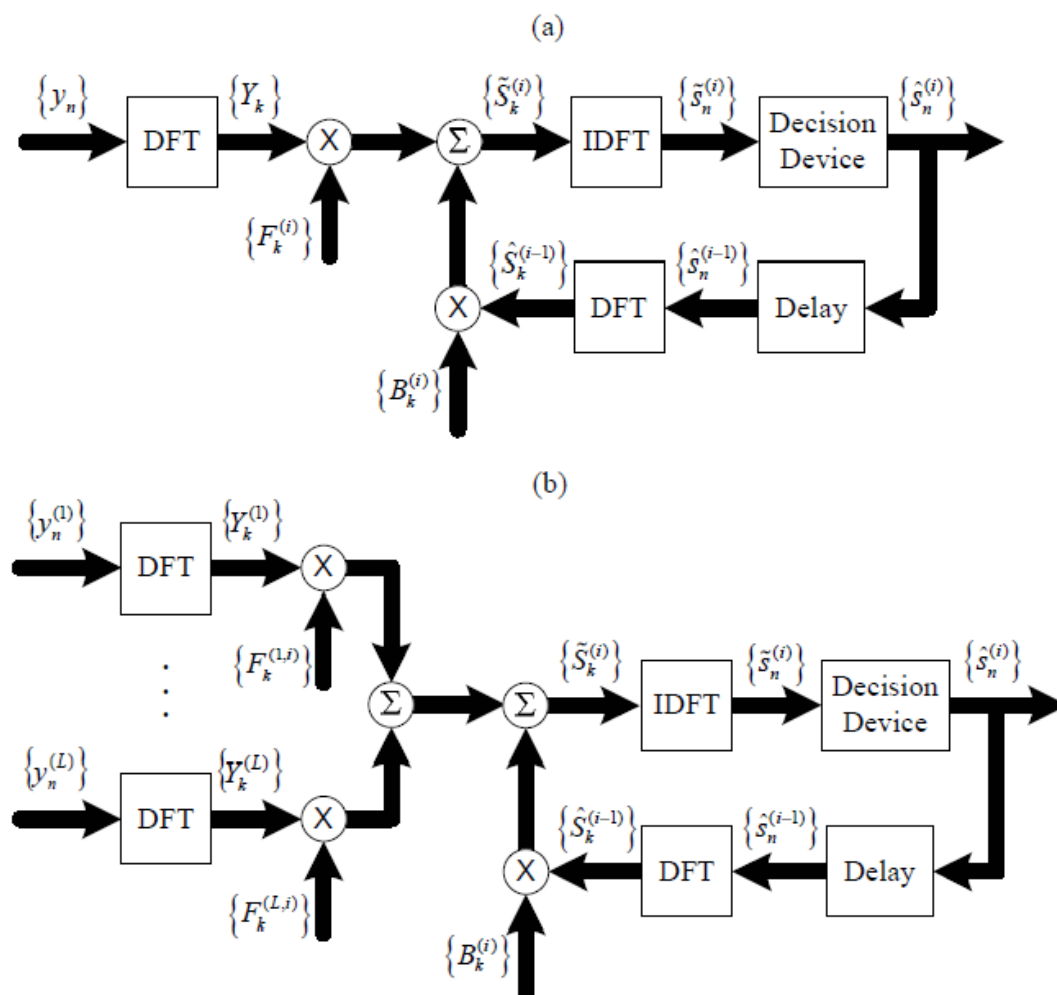 (a)
{y_n}
{Y_k}
{S̃_k^(i)}
{s̃_n^(i)}
{ŝ_n^(i)}
DFT
X
Σ
IDFT
Decision
Device
{F_k^(i)}
{Ŝ_k^(i-1)}
{ŝ_n^(i-1)}
X
DFT
Delay
{B_k^(i)}
(b)
{y_n^(1)}
{Y_k^(1)}
DFT
X
{F_k^(1,i)}
{S̃_k^(i)}
{s̃_n^(i)}
{ŝ_n^(i)}
Σ
Σ
IDFT
Decision
Device
{y_n^(L)}
{Y_k^(L)}
DFT
X
{Ŝ_k^(i-1)}
{ŝ_n^(i-1)}
X
DFT
Delay
{F_k^(L,i)}
{B_k^(i)}